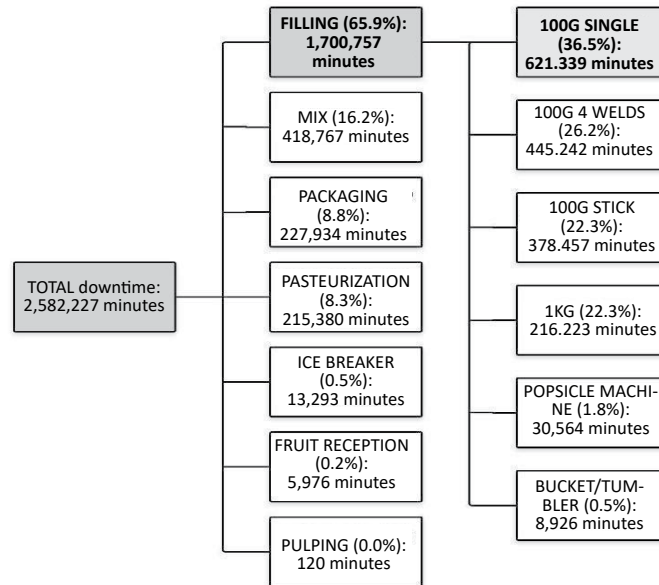 TOTAL downtime:
2,582,227 minutes
FILLING (65.9%):
1,700,757
minutes
MIX (16.2%):
418,767 minutes
PACKAGING
(8.8%):
227,934 minutes
PASTEURIZATION
(8.3%):
215,380 minutes
ICE BREAKER
(0.5%):
13,293 minutes
FRUIT RECEPTION
(0.2%):
5,976 minutes
PULPING (0.0%):
120 minutes
100G SINGLE
(36.5%):
621.339 minutes
100G 4 WELDS
(26.2%):
445.242 minutes
100G STICK
(22.3%):
378.457 minutes
1KG (22.3%):
216.223 minutes
POPSICLE MACHI-
NE (1.8%):
30,564 minutes
BUCKET/TUM-
BLER (0.5%):
8,926 minutes